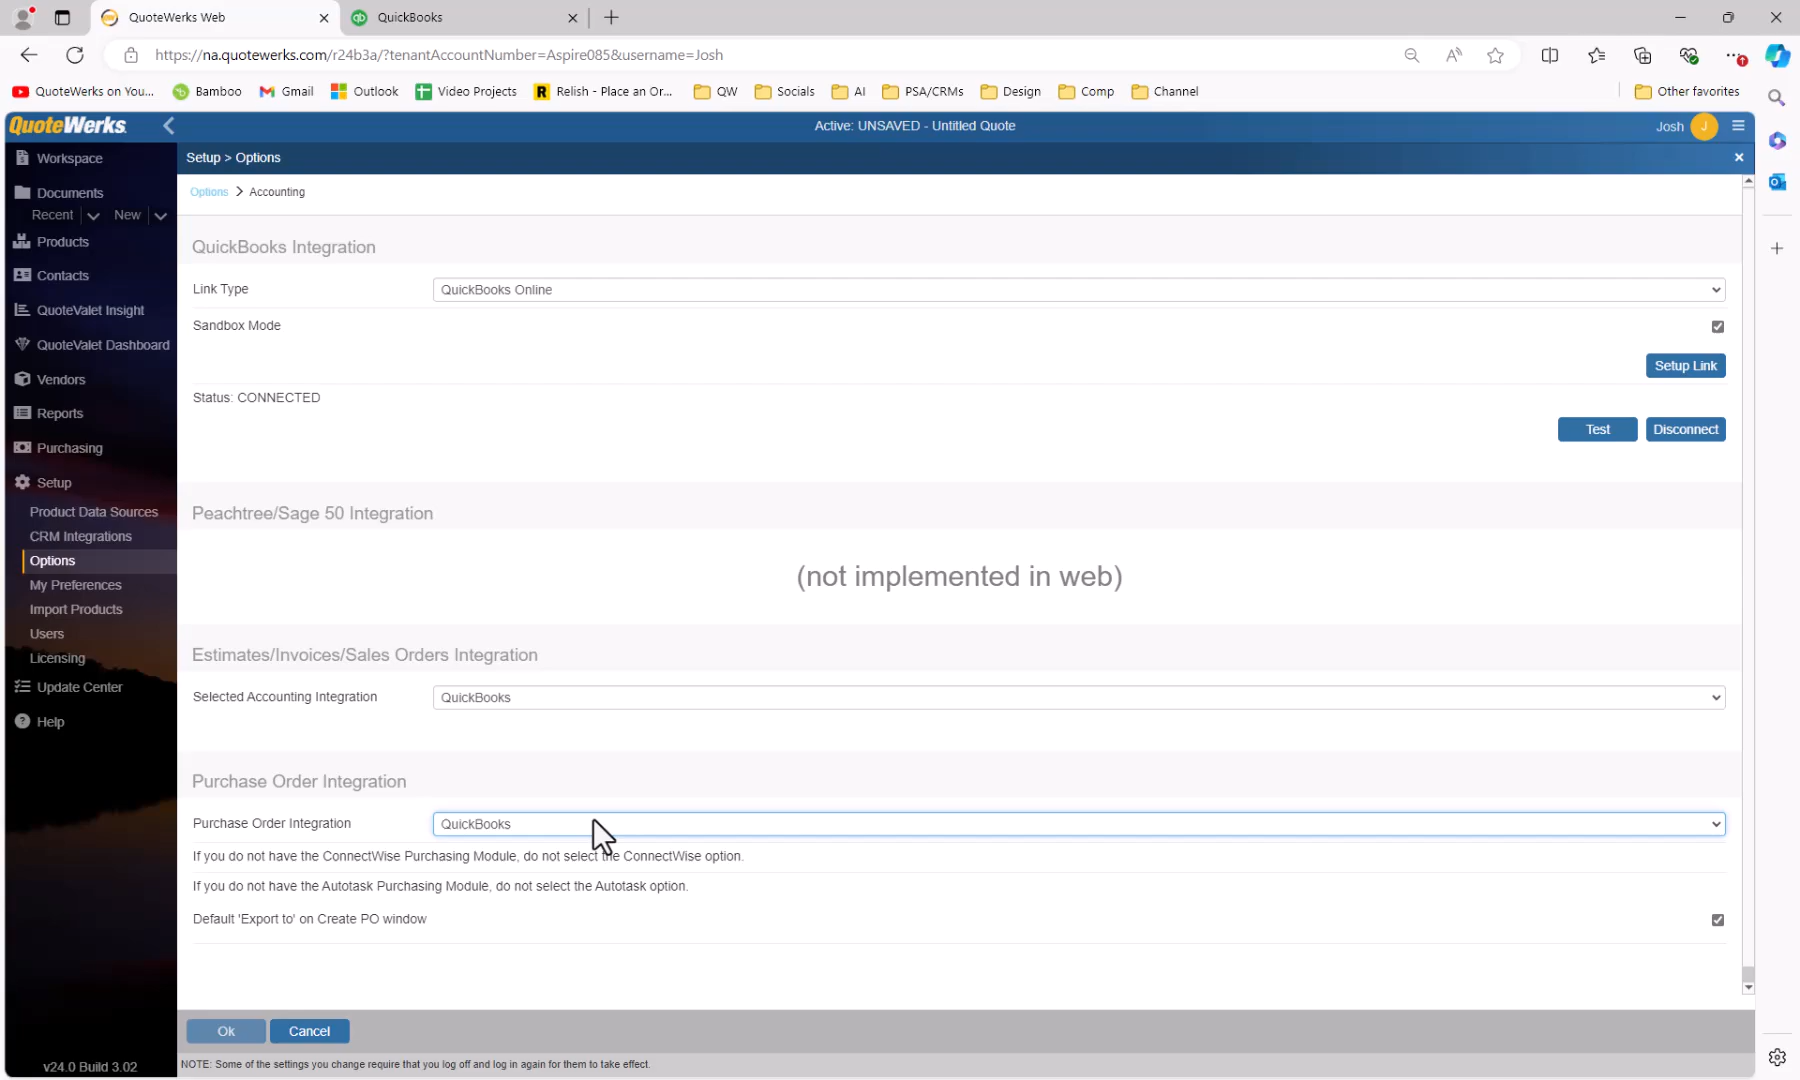 QuoteWerks Web
QuickBooks
https://na.quotewerks.com/r24b3a/?tenantAccountNumber=Aspire085&username=Josh
QuoteWerks on You...
Bamboo
Gmail
Outlook
Video Projects
Relish - Place an Or...
QW
Socials
AI
PSA/CRMs
Design
Comp
Channel
Other favorites
QuoteWerks
Active: UNSAVED - Untitled Quote
Josh
J
Workspace
Documents
Recent
New
Products
Contacts
QuoteValet Insight
QuoteValet Dashboard
Vendors
Reports
Purchasing
Setup
Product Data Sources
CRM Integrations
Options
My Preferences
Import Products
Users
Licensing
Update Center
Help
v24.0 Build 3.02
Setup > Options
Options > Accounting
QuickBooks Integration
Link Type
QuickBooks Online
Sandbox Mode
Setup Link
Status: CONNECTED
Test
Disconnect
Peachtree/Sage 50 Integration
(not implemented in web)
Estimates/Invoices/Sales Orders Integration
Selected Accounting Integration
QuickBooks
Purchase Order Integration
Purchase Order Integration
QuickBooks
If you do not have the ConnectWise Purchasing Module, do not select the ConnectWise option.
If you do not have the Autotask Purchasing Module, do not select the Autotask option.
Default 'Export to' on Create PO window
Ok
Cancel
NOTE: Some of the settings you change require that you log off and log in again for them to take effect.